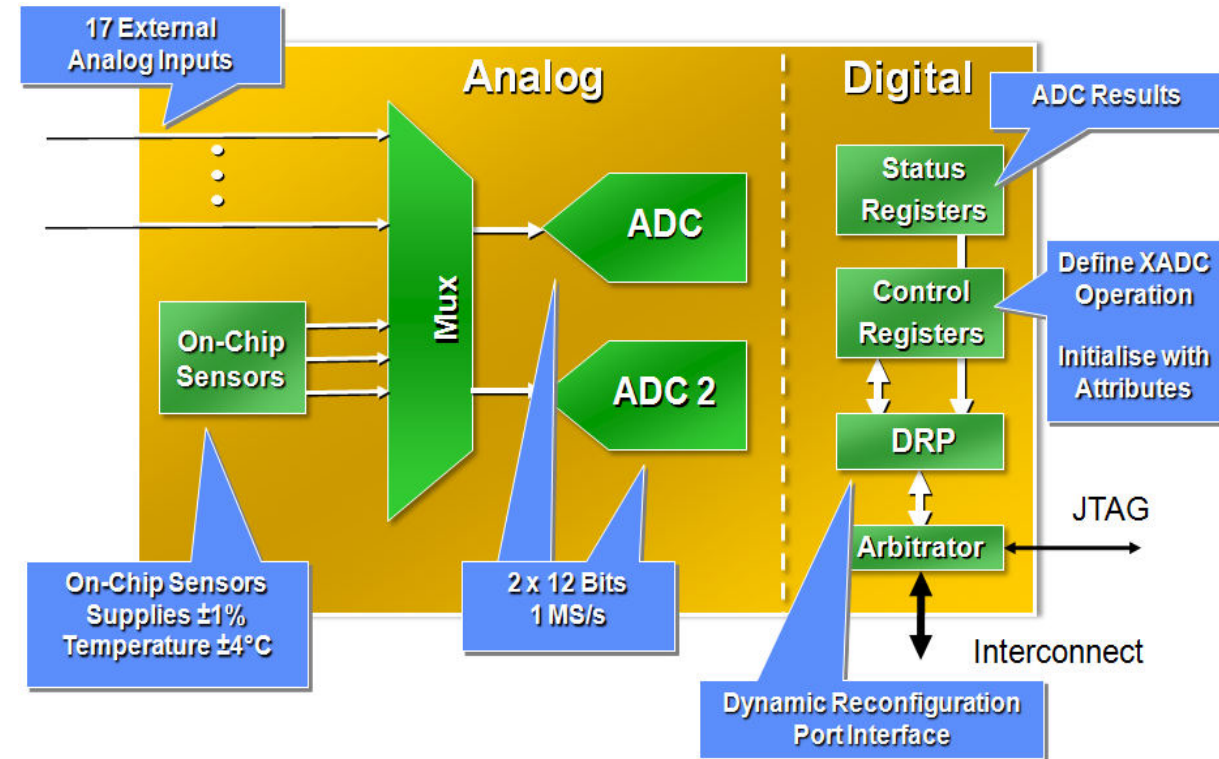 17 External
Analog Inputs
Analog
Digital
ADC Results
Status
Registers
ADC
Mux
Define XADC
Operation
Initialise with
Attributes
Control
Registers
On-Chip
Sensors
ADC 2
DRP
JTAG
Arbitrator
On-Chip Sensors
Supplies ±1%
Temperature ±4°C
2 x 12 Bits
1 MS/s
Interconnect
Dynamic Reconfiguration
Port Interface